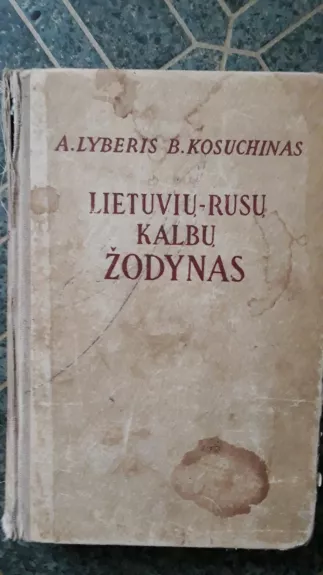 A.LYBERIS B.KOSUCHINAS
LIETUVIŲ-RUSŲ
KALBŲ
ŽODYNAS